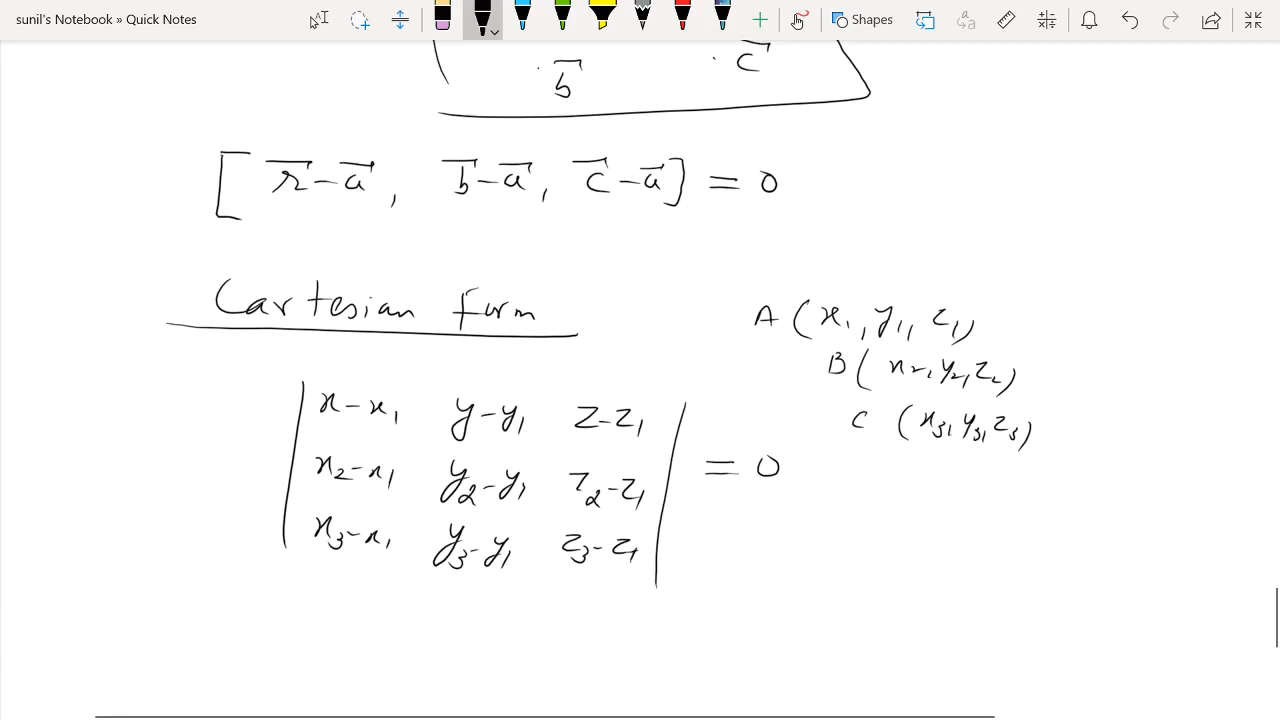 sunil's Notebook » Quick Notes
Shapes
b⃗ c⃗
[r⃗-a⃗, b⃗-a⃗, c⃗-a⃗] = 0
Cartesian form
A (x₁, y₁, z₁)
B (x₂, y₂, z₂)
C (x₃, y₃, z₃)
| x-x₁ y-y₁ z-z₁ |
| x₂-x₁ y₂-y₁ z₂-z₁ | = 0
| x₃-x₁ y₃-y₁ z₃-z₁ |